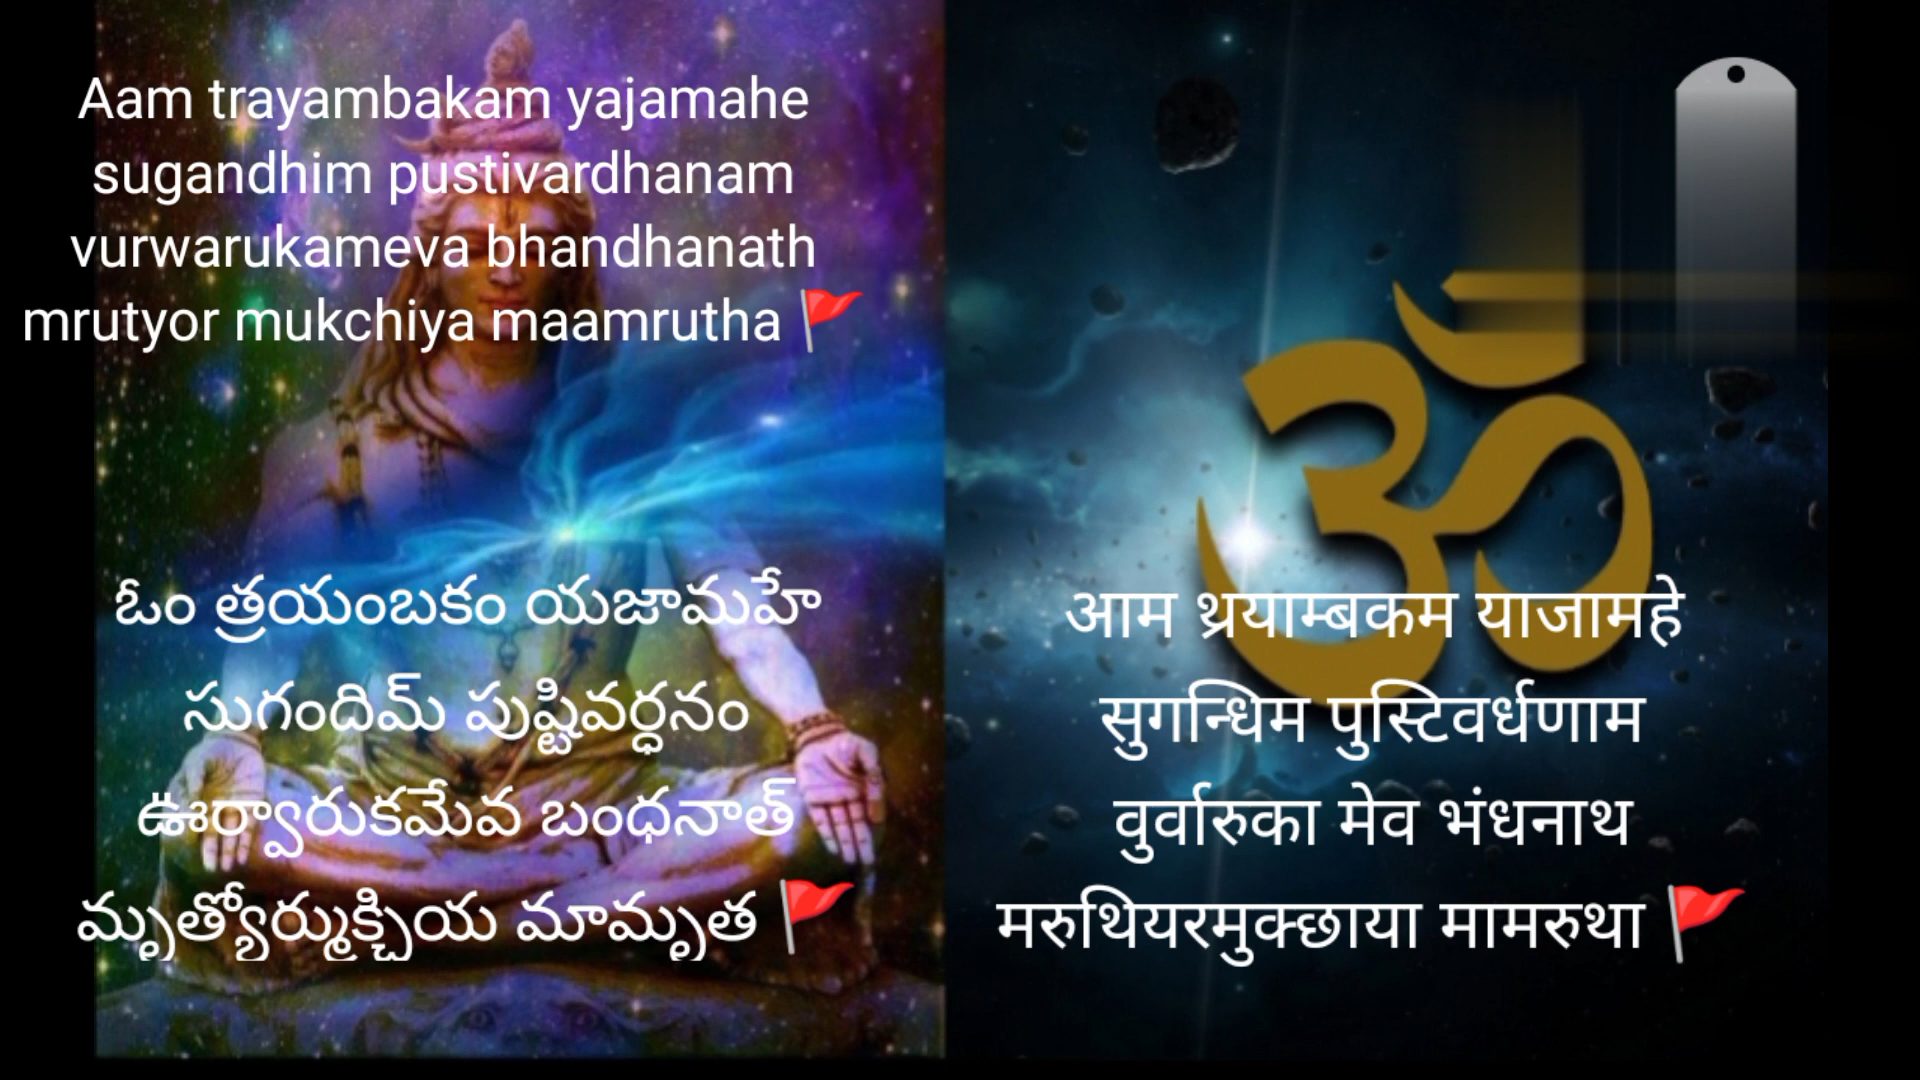 Aam trayambakam yajamahe
sugandhim pustivardhanam
vurwarukameva bhandhanath
mrutyor mukchiya maamrutha 🚩
ఓం త్రయంబకం యజామహే
సుగందిమ్ పుష్టివర్ధనం
ఊర్వారుకమేవ బంధనాత్
మృత్యోర్ముక్చియ మామృత 🚩
ॐ
आम थ्रयाम्बकम याजामहे
सुगन्धिम पुस्टिवर्धणाम
वुर्वारुका मेव भंधनाथ
मरुथियरमुक्छाया मामरुथा 🚩